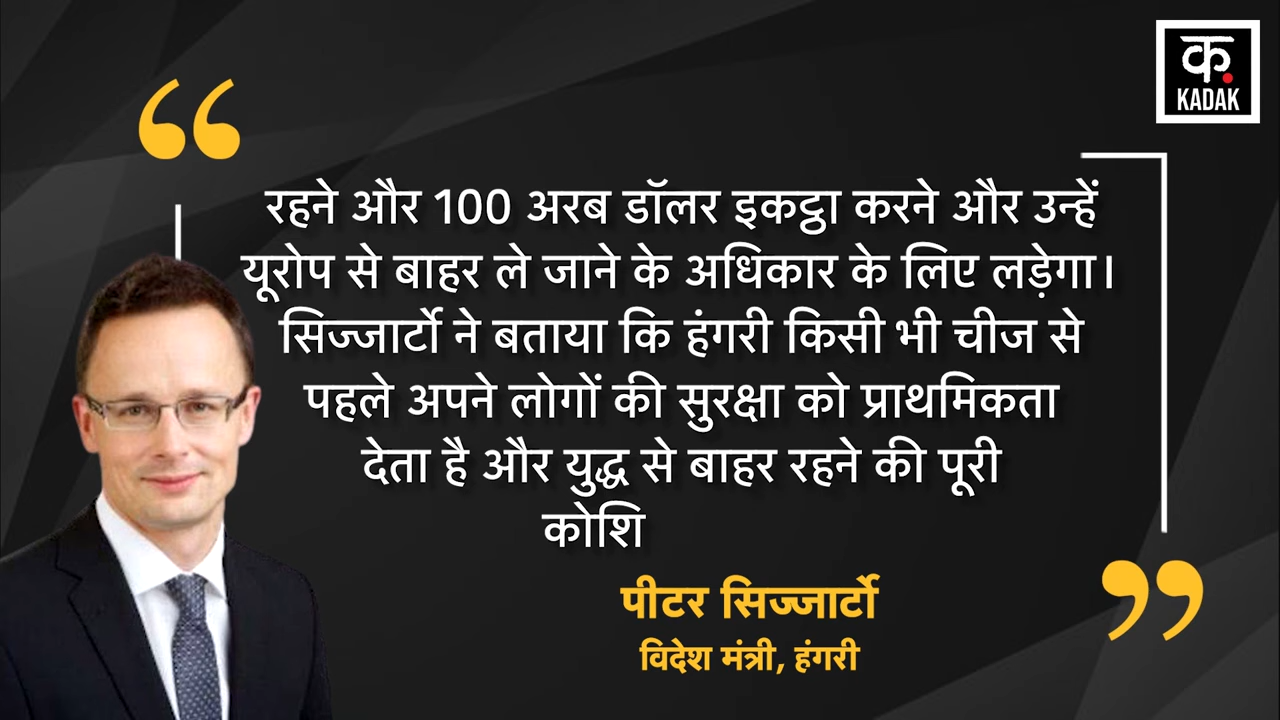 क.
KADAK
रहने और 100 अरब डॉलर इकट्ठा करने और उन्हें
यूरोप से बाहर ले जाने के अधिकार के लिए लड़ेगा।
सिज्जार्टो ने बताया कि हंगरी किसी भी चीज से
पहले अपने लोगों की सुरक्षा को प्राथमिकता
देता है और युद्ध से बाहर रहने की पूरी
कोशि
पीटर सिज्जार्टो
विदेश मंत्री, हंगरी